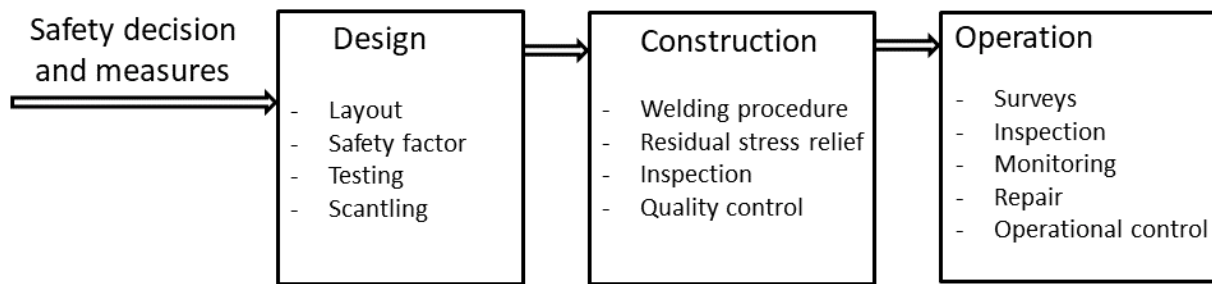 Safety decision
and measures
Design
- Layout
- Safety factor
- Testing
- Scantling
Construction
- Welding procedure
- Residual stress relief
- Inspection
- Quality control
Operation
- Surveys
- Inspection
- Monitoring
- Repair
- Operational control